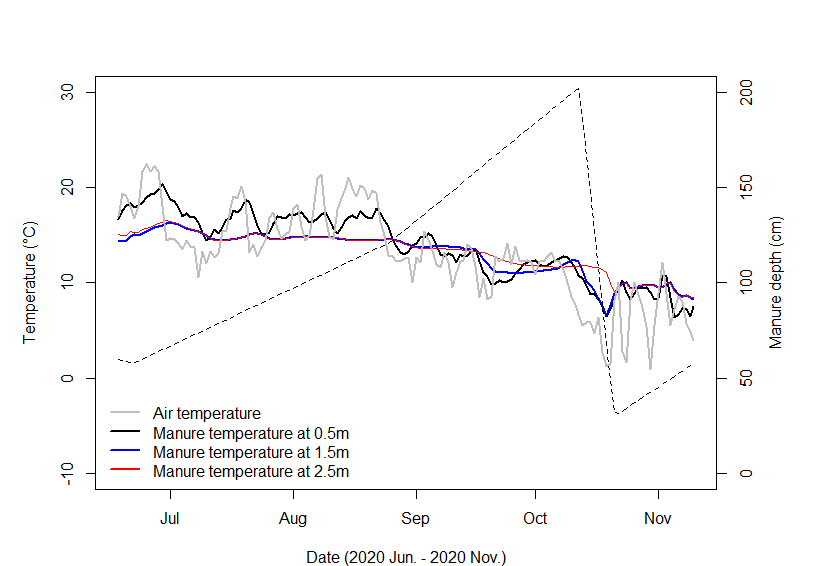 Temperature (°C)
30
20
10
0
-10
200
150
100
50
0
Manure depth (cm)
Air temperature
Manure temperature at 0.5m
Manure temperature at 1.5m
Manure temperature at 2.5m
Jul Aug Sep Oct Nov
Date (2020 Jun. - 2020 Nov.)